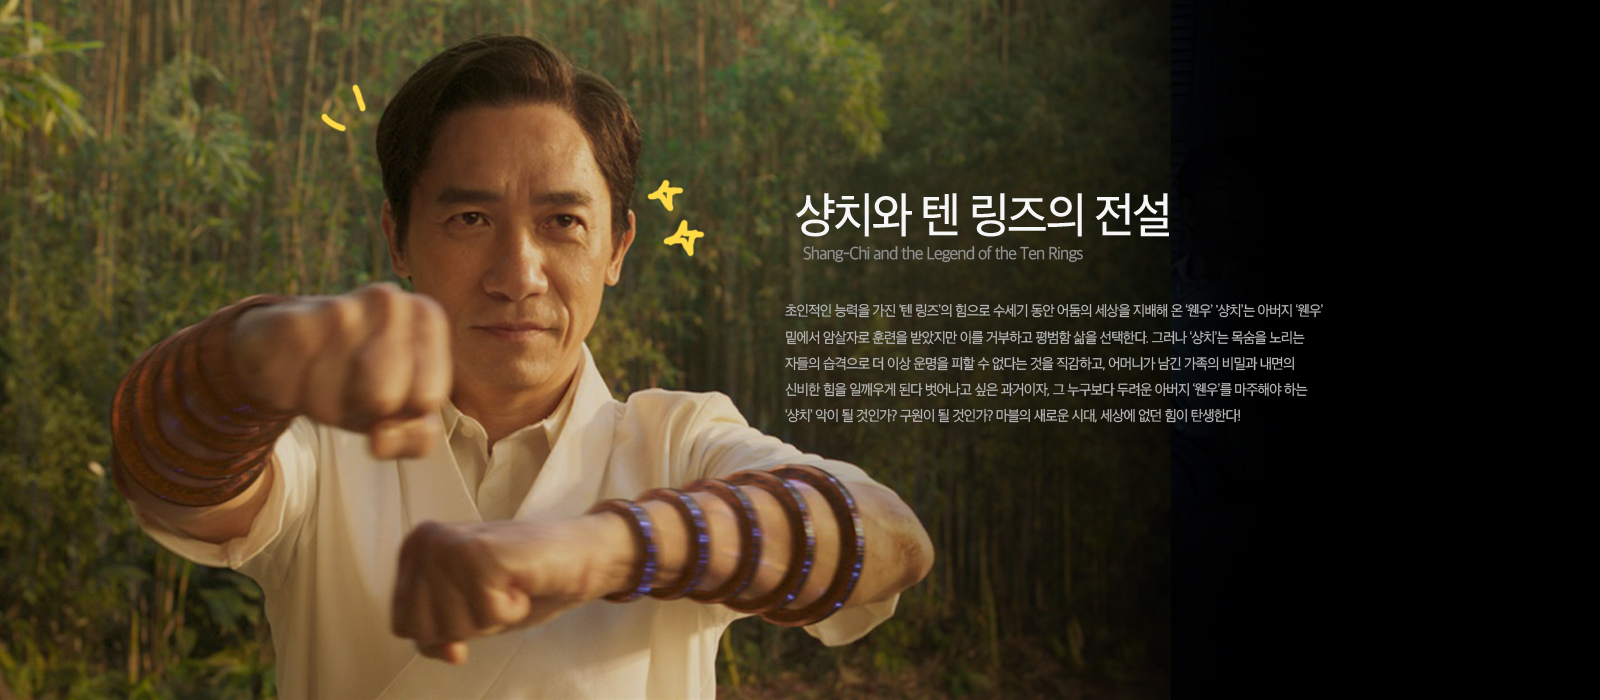 샹치와 텐 링즈의 전설
Shang-Chi and the Legend of the Ten Rings
초인적인 능력을 가진 '텐 링즈'의 힘으로 수세기 동안 어둠의 세상을 지배해 온 '웬우' '샹치'는 아버지 '웬우'
밑에서 암살자로 훈련을 받았지만 이를 거부하고 평범함 삶을 선택한다. 그러나 '샹치'는 목숨을 노리는
자들의 습격으로 더 이상 운명을 피할 수 없다는 것을 직감하고, 어머니가 남긴 가족의 비밀과 내면의
신비한 힘을 일깨우게 된다 벗어나고 싶은 과거이자, 그 누구보다 두려운 아버지 '웬우'를 마주해야 하는
'샹치' 악이 될 것인가? 구원이 될 것인가? 마블의 새로운 시대, 세상에 없던 힘이 탄생한다!